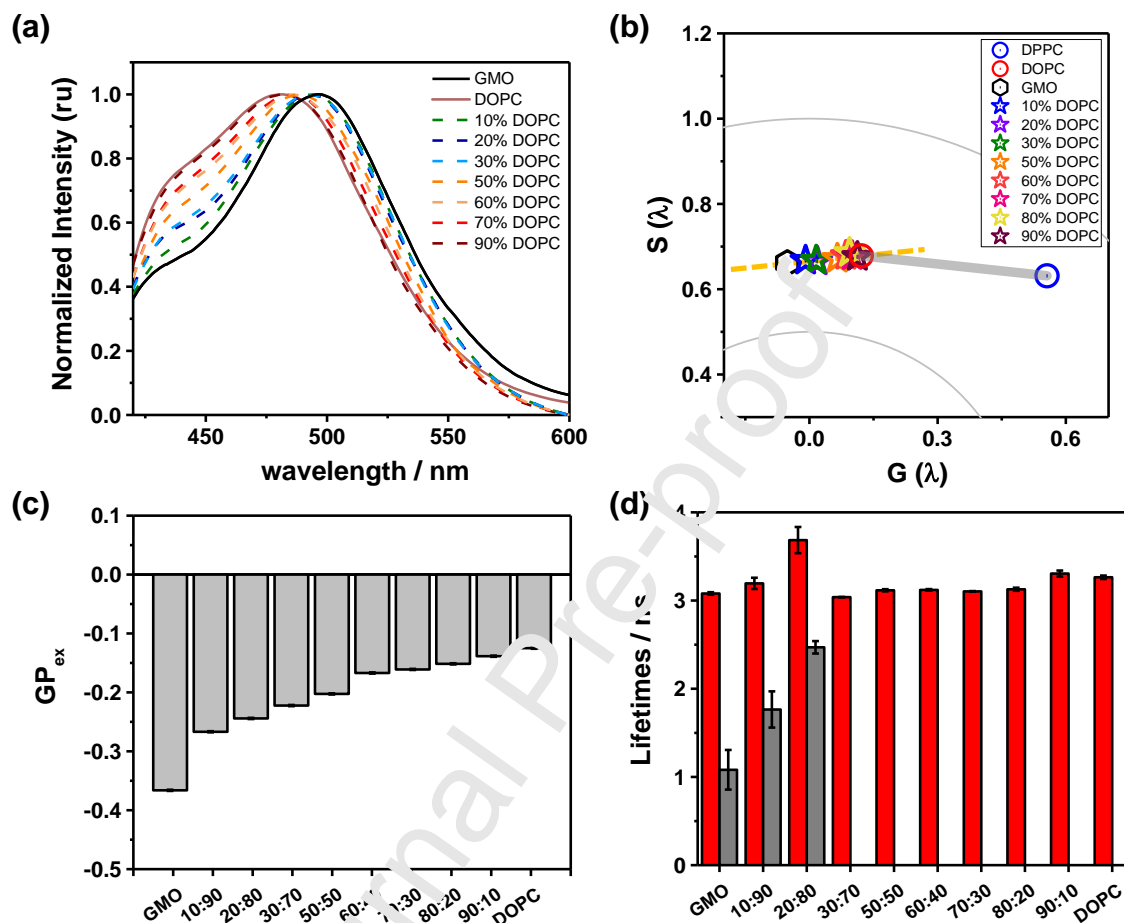 (a)
Normalized Intensity (ru)
1.0
0.8
0.6
0.4
0.2
0.0
450
500
550
600
wavelength / nm
GMO
DOPC
10% DOPC
20% DOPC
30% DOPC
50% DOPC
60% DOPC
70% DOPC
90% DOPC
(b)
S (λ)
1.2
1.0
0.8
0.6
0.4
0.0
0.3
0.6
G (λ)
DPPC
DOPC
GMO
10% DOPC
20% DOPC
30% DOPC
50% DOPC
60% DOPC
70% DOPC
80% DOPC
90% DOPC
(c)
GPex
0.1
0.0
-0.1
-0.2
-0.3
-0.4
-0.5
GMO
10:90
20:80
30:70
50:50
80:20
90:10
DOPC
(d)
Lifetimes /
4
3
2
1
0
GMO
10:90
20:80
30:70
50:50
60:40
70:30
80:20
90:10
DOPC
rnal Pre-proof